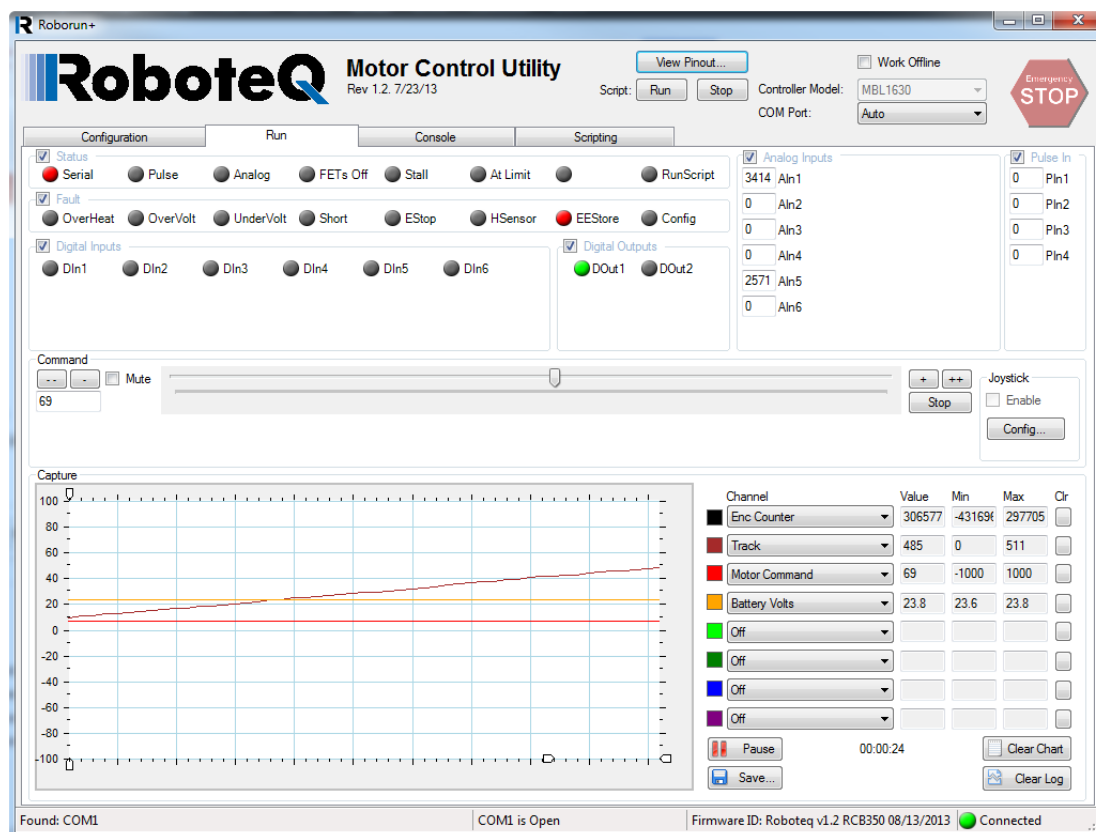 Roborun+
RoboteQ
Motor Control Utility
Rev 1.2. 7/23/13
View Pinout...
Script: Run Stop
Work Offline
Controller Model: MBL1630
COM Port: Auto
Emergency
STOP
Configuration Run Console Scripting
Status
Serial Pulse Analog FETs Off Stall At Limit RunScript
Fault
OverHeat OverVolt UnderVolt Short EStop HSensor EEStore Config
Digital Inputs
DIn1 DIn2 DIn3 DIn4 DIn5 DIn6
Digital Outputs
DOut1 DOut2
Analog Inputs
3414 AIn1
0 AIn2
0 AIn3
0 AIn4
2571 AIn5
0 AIn6
Pulse In
0 PIn1
0 PIn2
0 PIn3
0 PIn4
Command
-- - Mute + ++
69
Stop
Joystick
Enable
Config...
Capture
100
80
60
40
20
0
-20
-40
-60
-80
-100
Channel Value Min Max Clr
Enc Counter 306577 -43169 297705
Track 485 0 511
Motor Command 69 -1000 1000
Battery Volts 23.8 23.6 23.8
Off
Off
Off
Off
Pause 00:00:24 Clear Chart
Save... Clear Log
Found: COM1 COM1 is Open Firmware ID: Roboteq v1.2 RCB350 08/13/2013 Connected